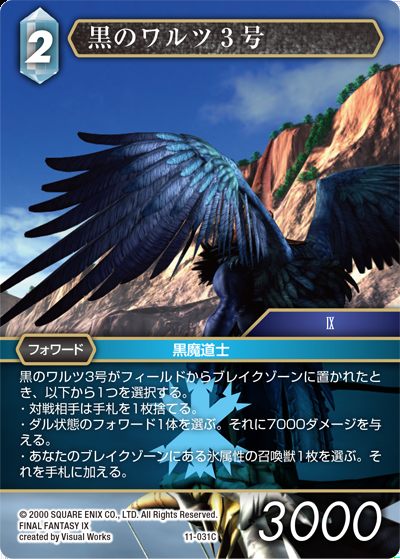 2
黒のワルツ3号
Ⅸ
フォワード
黒魔道士
黒のワルツ3号がフィールドからブレイクゾーンに置かれたと
き、以下から1つを選択する。
・対戦相手は手札を1枚捨てる。
・ダル状態のフォワード1体を選ぶ。それに7000ダメージを与
える。
・あなたのブレイクゾーンにある氷属性の召喚獣1枚を選ぶ。そ
れを手札に加える。
© 2000 SQUARE ENIX CO., LTD. All Rights Reserved.
FINAL FANTASY IX
created by Visual Works
11-031C
3000